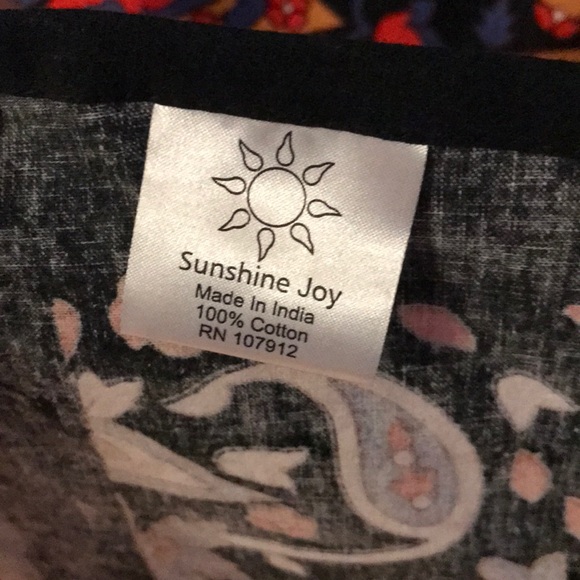 Sunshine Joy
Made In India
100% Cotton
RN 107912